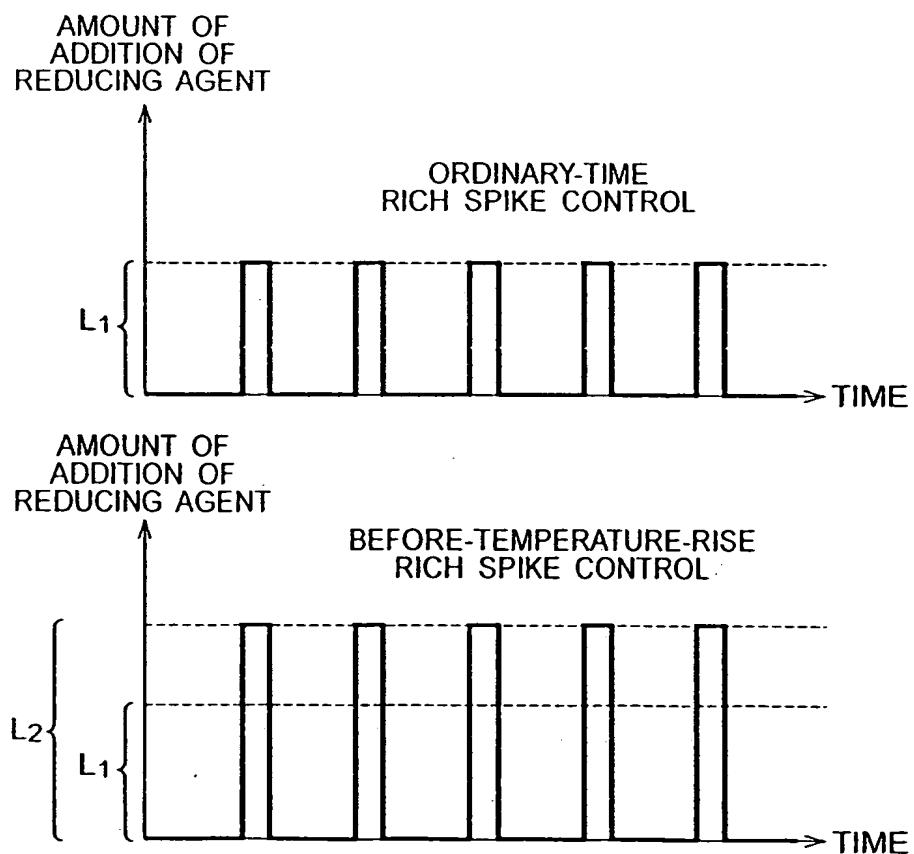 AMOUNT OF
ADDITION OF
REDUCING AGENT
ORDINARY-TIME
RICH SPIKE CONTROL
L1
TIME
AMOUNT OF
ADDITION OF
REDUCING AGENT
BEFORE-TEMPERATURE-RISE
RICH SPIKE CONTROL
L2
L1
TIME